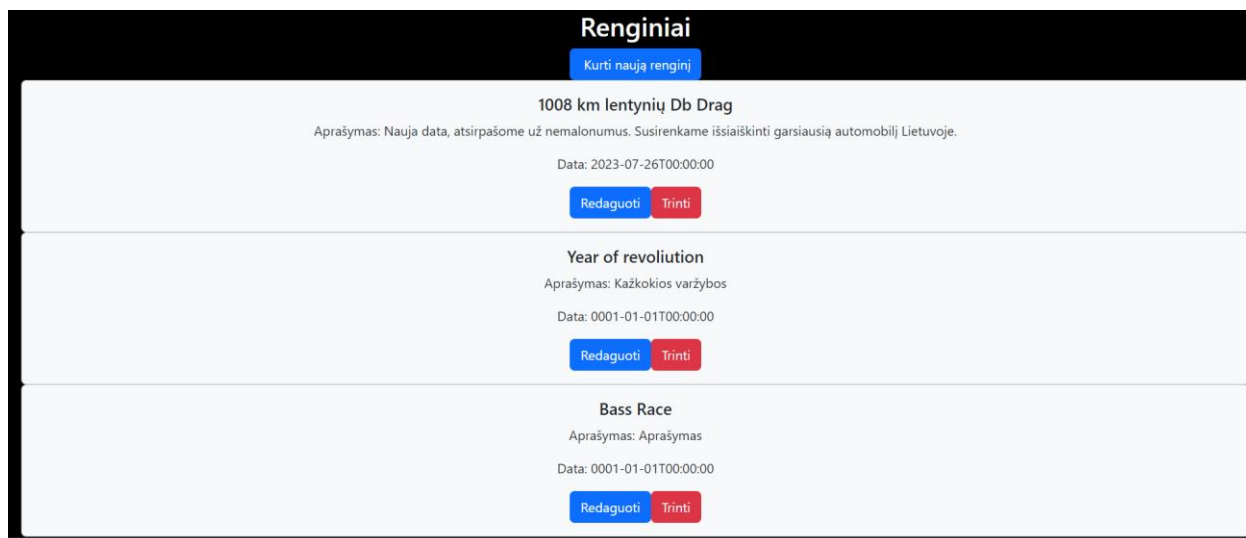 Renginiai
Kurti naują renginį
1008 km lentynių Db Drag
Aprašymas: Nauja data, atsirpašome už nemalonumus. Susirenkame išsiaiškinti garsiausią automobilį Lietuvoje.
Data: 2023-07-26T00:00:00
Redaguoti Trinti
Year of revoliution
Aprašymas: Kažkokios varžybos
Data: 0001-01-01T00:00:00
Redaguoti Trinti
Bass Race
Aprašymas: Aprašymas
Data: 0001-01-01T00:00:00
Redaguoti Trinti